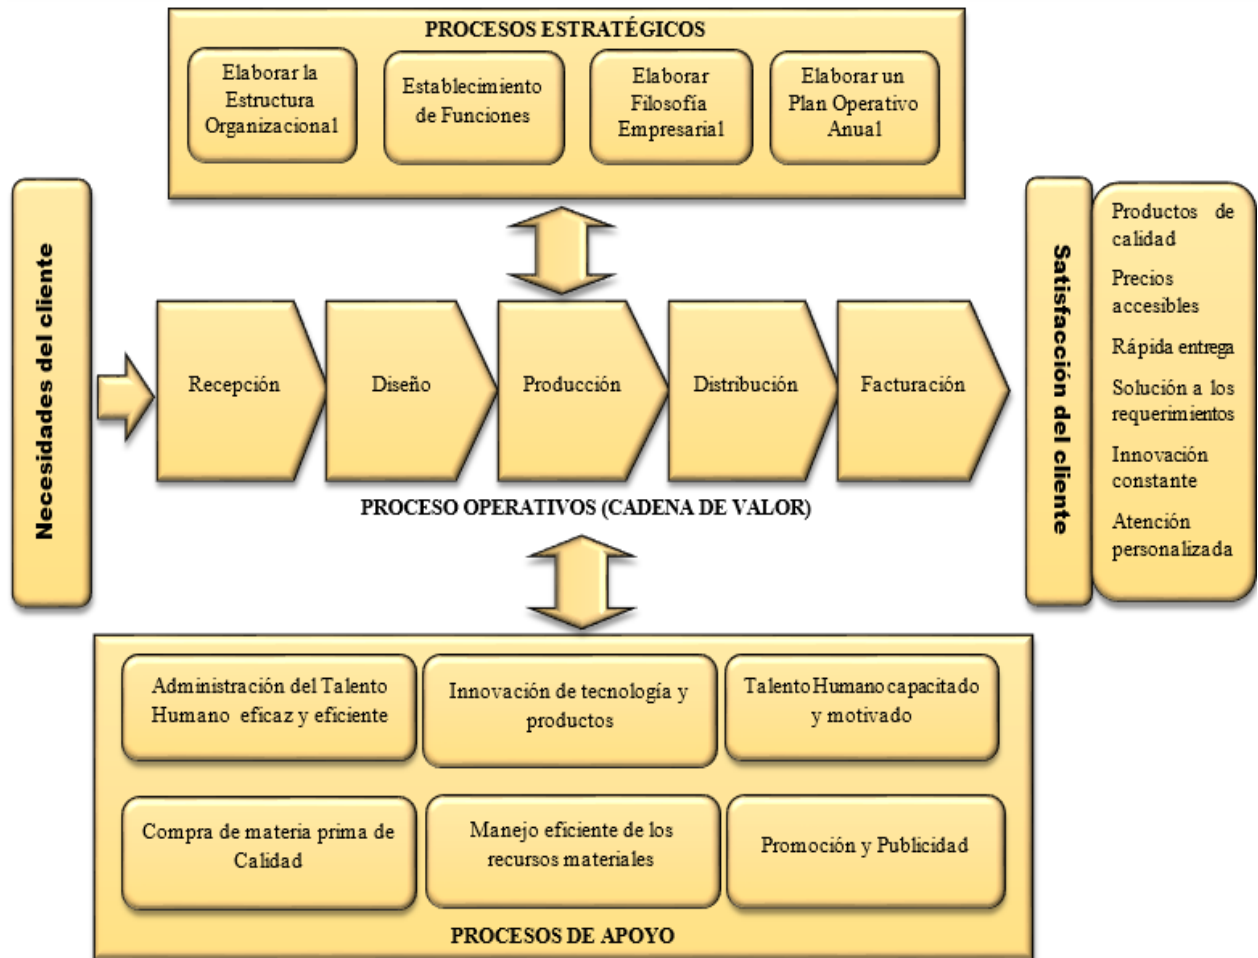 PROCESOS ESTRATÉGICOS
Elaborar la
Estructura
Organizacional
Establecimiento
de Funciones
Elaborar
Filosofía
Empresarial
Elaborar un
Plan Operativo
Anual
Necesidades del cliente
Recepción
Diseño
Producción
Distribución
Facturación
PROCESO OPERATIVOS (CADENA DE VALOR)
Satisfacción del cliente
Productos de
calidad
Precios
accesibles
Rápida entrega
Solución a los
requerimientos
Innovación
constante
Atención
personalizada
Administración del Talento
Humano eficaz y eficiente
Innovación de tecnología y
productos
Talento Humano capacitado
y motivado
Compra de materia prima de
Calidad
Manejo eficiente de los
recursos materiales
Promoción y Publicidad
PROCESOS DE APOYO